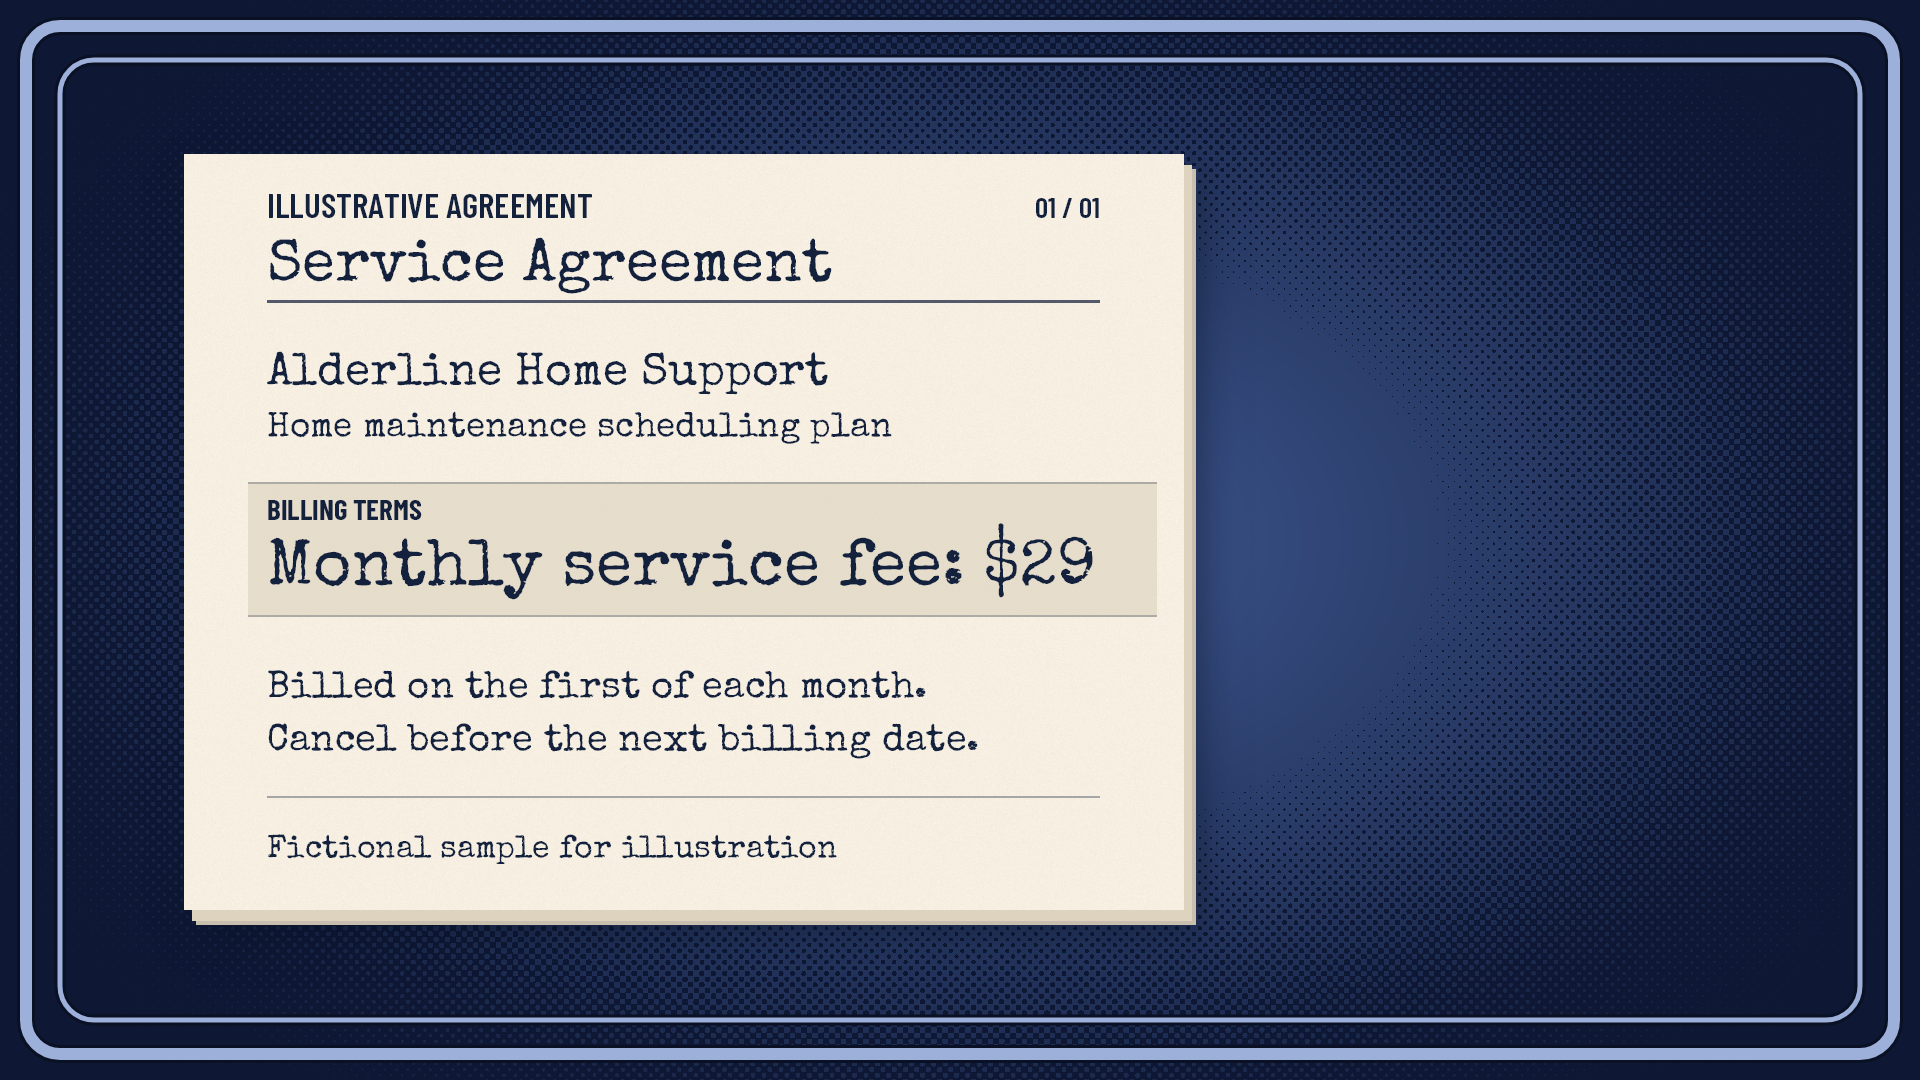 ILLUSTRATIVE AGREEMENT 01 / 01
Service Agreement
Alderline Home Support
Home maintenance scheduling plan
BILLING TERMS
Monthly service fee: $29
Billed on the first of each month.
Cancel before the next billing date.
Fictional sample for illustration